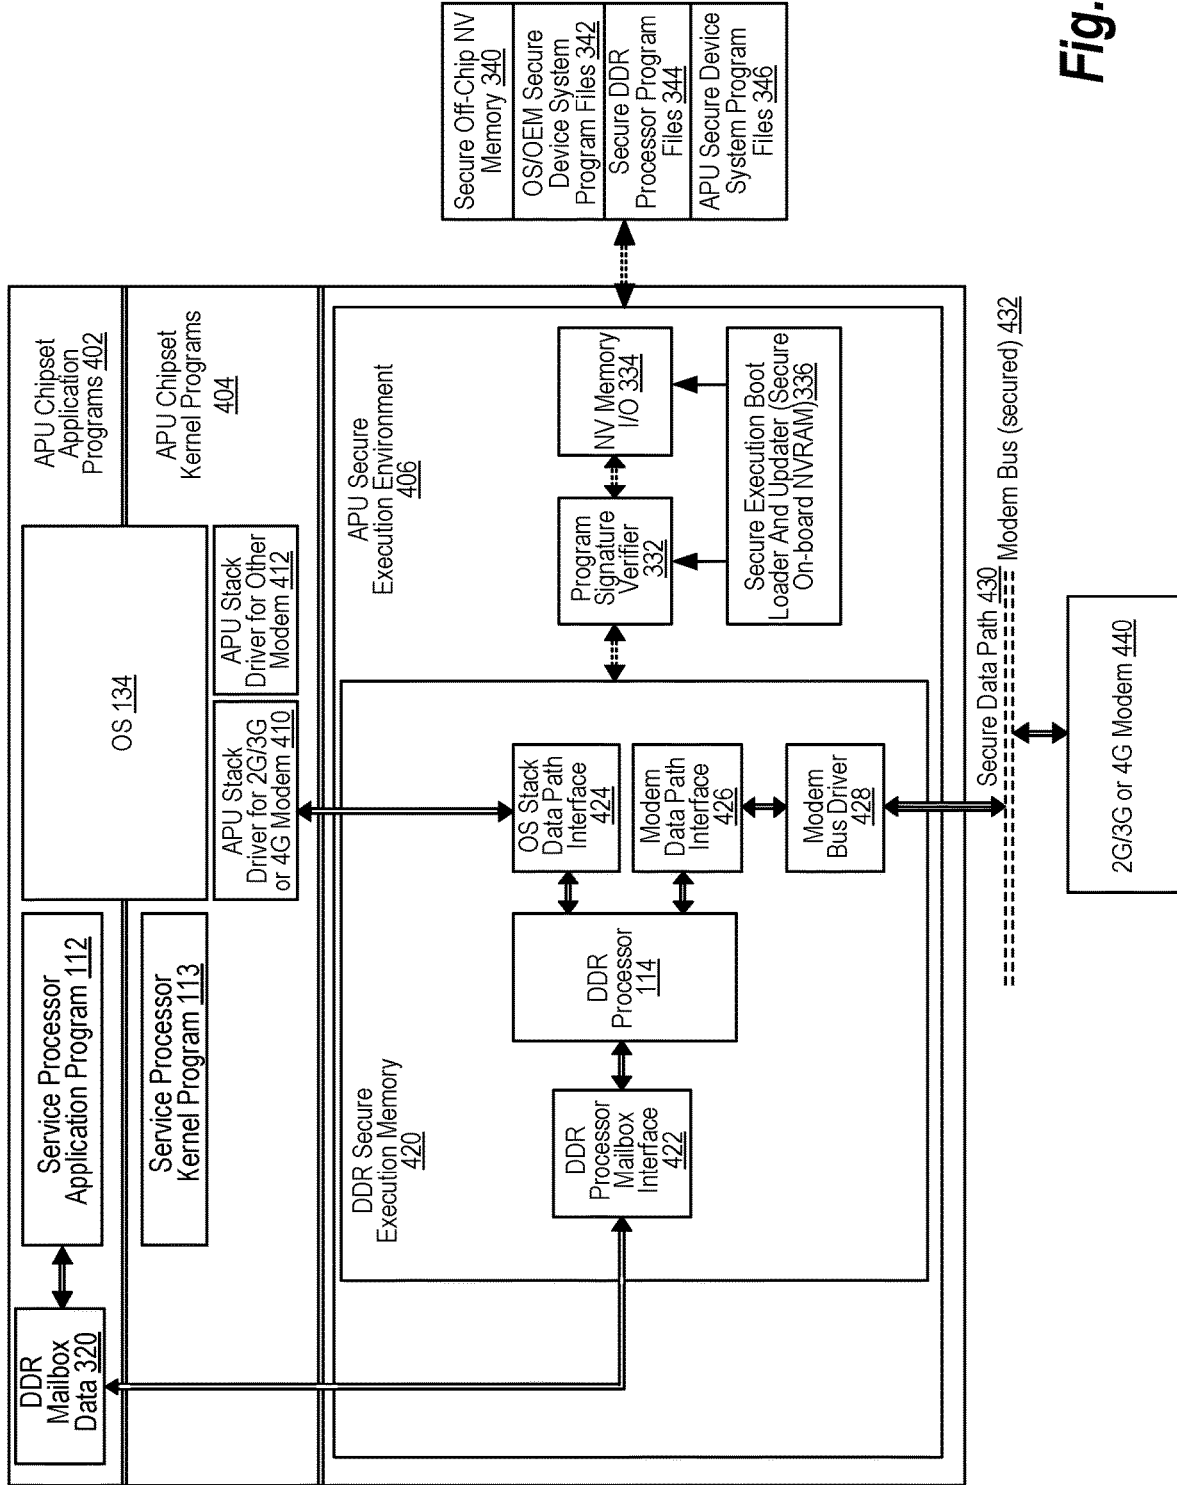 DDR
Mailbox
Data 320
Service Processor
Application Program 112
Service Processor
Kernel Program 113
OS 134
APU Stack
Driver for 2G/3G
or 4G Modem 410
APU Stack
Driver for Other
Modem 412
APU Chipset
Application
Programs 402
APU Chipset
Kernel Programs
404
APU Secure
Execution Environment
406
DDR Secure
Execution Memory
420
DDR
Processor
Mailbox
Interface
422
DDR
Processor
114
OS Stack
Data Path
Interface
424
Modem
Data Path
Interface
426
Modem
Bus Driver
428
Program
Signature
Verifier
332
NV Memory
I/O 334
Secure Execution Boot
Loader And Updater (Secure
On-board NVRAM)336
Secure Off-Chip NV
Memory 340
OS/OEM Secure
Device System
Program Files 342
Secure DDR
Processor Program
Files 344
APU Secure Device
System Program
Files 346
Secure Data Path 430
Modem Bus (secured) 432
2G/3G or 4G Modem 440
Fig.